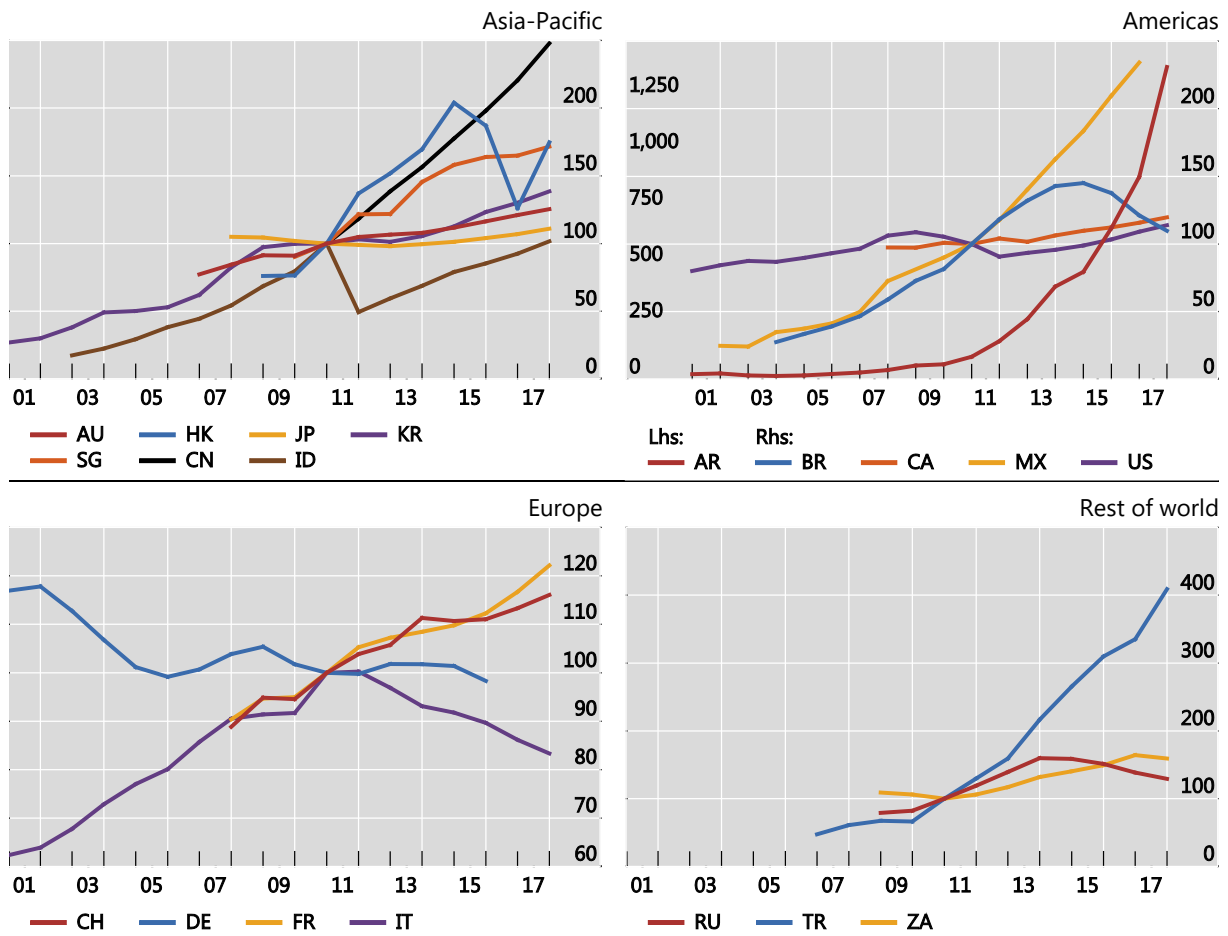 Asia-Pacific
200
150
100
50
0
01 03 05 07 09 11 13 15 17
AU HK JP KR
SG CN ID
Americas
1,250
1,000
750
500
250
0
200
150
100
50
0
01 03 05 07 09 11 13 15 17
Lhs: Rhs:
AR BR CA MX US
Europe
120
110
100
90
80
70
60
01 03 05 07 09 11 13 15 17
CH DE FR IT
Rest of world
400
300
200
100
0
01 03 05 07 09 11 13 15 17
RU TR ZA